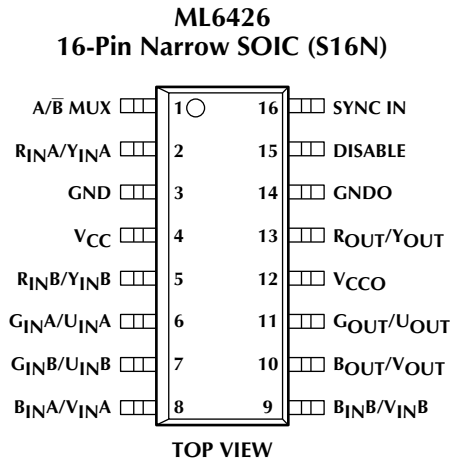 ML6426
16-Pin Narrow SOIC (S16N)
A/B̅ MUX 1 16 SYNC IN
RINA/YINA 2 15 DISABLE
GND 3 14 GNDO
VCC 4 13 ROUT/YOUT
RINB/YINB 5 12 VCCO
GINA/UINA 6 11 GOUT/UOUT
GINB/UINB 7 10 BOUT/VOUT
BINA/VINA 8 9 BINB/VINB
TOP VIEW